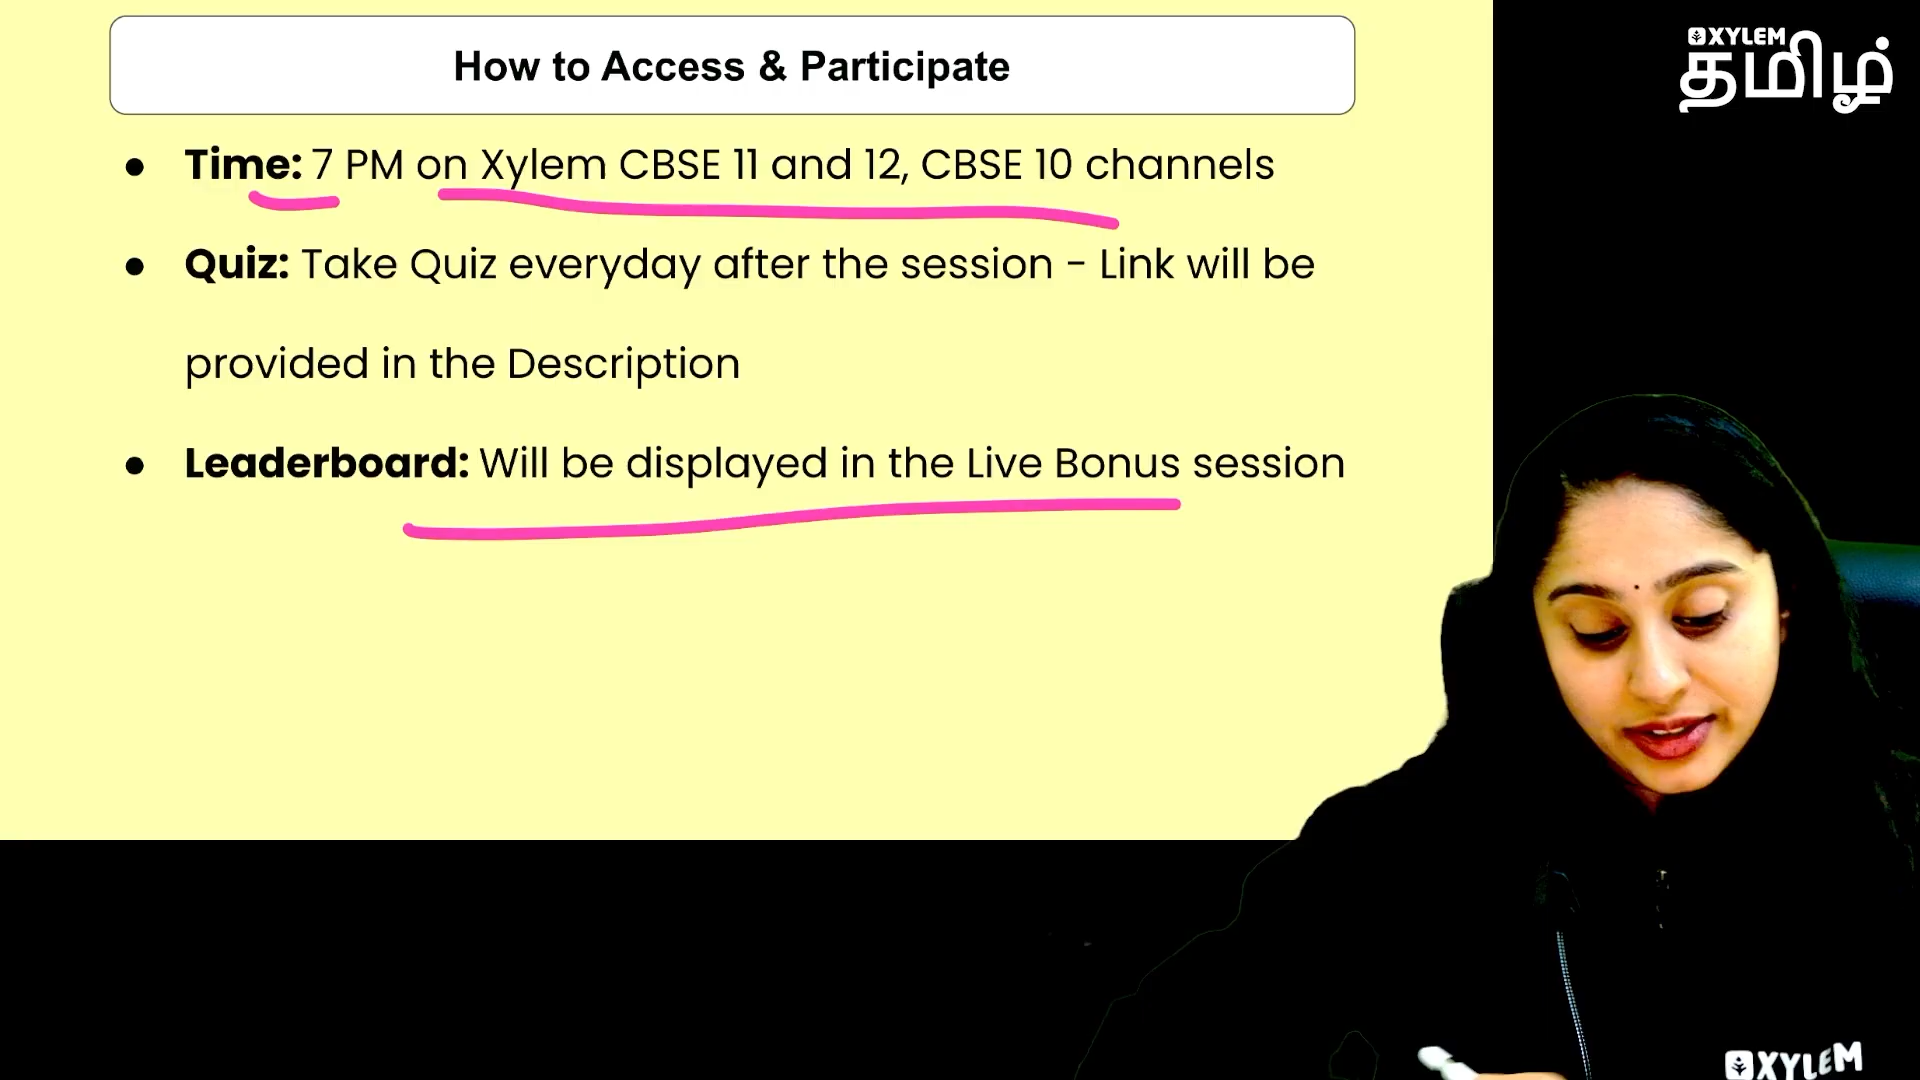 How to Access & Participate
XYLEM
தமிழ்
● Time: 7 PM on Xylem CBSE 11 and 12, CBSE 10 channels
● Quiz: Take Quiz everyday after the session - Link will be
provided in the Description
● Leaderboard: Will be displayed in the Live Bonus session
XYLEM